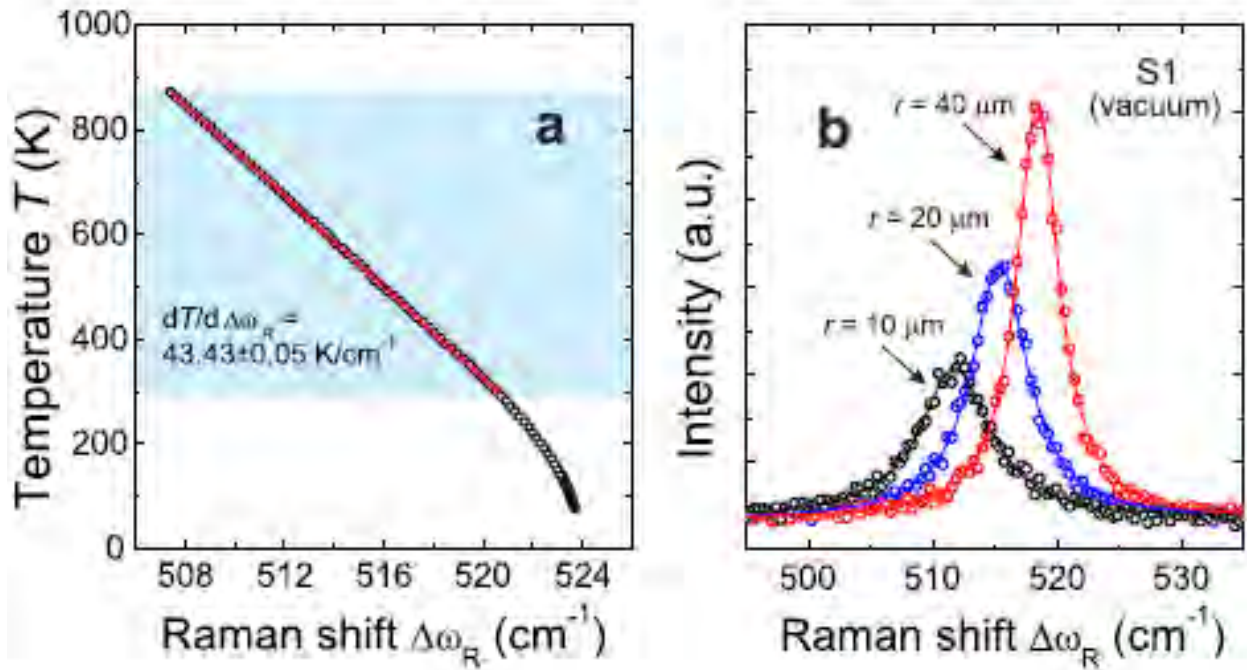 1000
800
600
400
200
0
Temperature T (K)
a
dT/d Δω_R =
43.43±0.05 K/cm⁻¹
508 512 516 520 524
Raman shift Δω_R (cm⁻¹)
Intensity (a.u.)
b
S1
(vacuum)
r = 40 μm
r = 20 μm
r = 10 μm
500 510 520 530
Raman shift Δω_R (cm⁻¹)